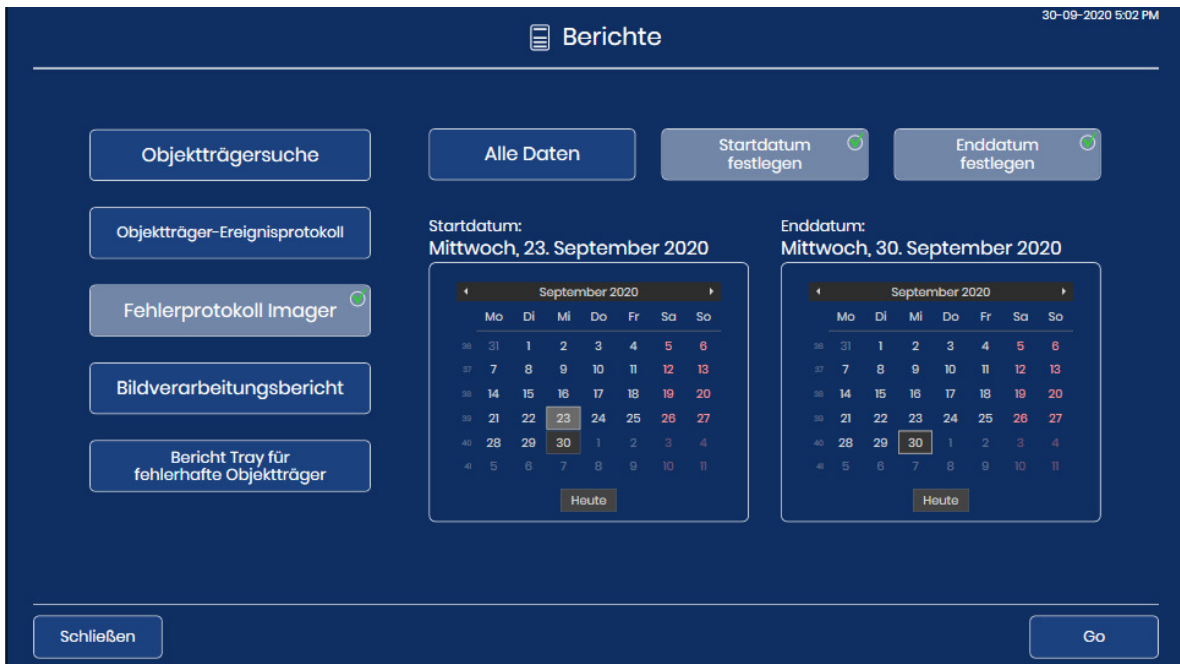 30-09-2020 5:02 PM
Berichte
Objektträgersuche
Objektträger-Ereignisprotokoll
Fehlerprotokoll Imager
Bildverarbeitungsbericht
Bericht Tray für
fehlerhafte Objektträger
Alle Daten
Startdatum
festlegen
Enddatum
festlegen
Startdatum:
Mittwoch, 23. September 2020
September 2020
Mo Di Mi Do Fr Sa So
36 31 1 2 3 4 5 6
37 7 8 9 10 11 12 13
38 14 15 16 17 18 19 20
39 21 22 23 24 25 26 27
40 28 29 30 1 2 3 4
41 5 6 7 8 9 10 11
Heute
Enddatum:
Mittwoch, 30. September 2020
September 2020
Mo Di Mi Do Fr Sa So
36 31 1 2 3 4 5 6
37 7 8 9 10 11 12 13
38 14 15 16 17 18 19 20
39 21 22 23 24 25 26 27
40 28 29 30 1 2 3 4
41 5 6 7 8 9 10 11
Heute
Schließen
Go